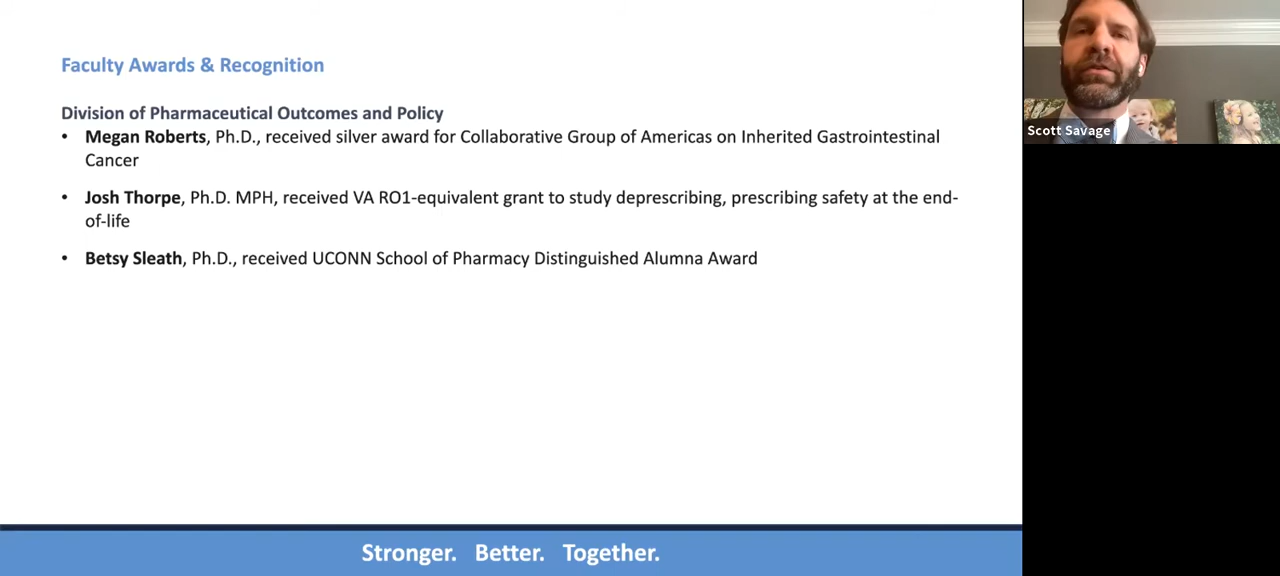 Faculty Awards & Recognition
Division of Pharmaceutical Outcomes and Policy
• Megan Roberts, Ph.D., received silver award for Collaborative Group of Americas on Inherited Gastrointestinal
Cancer
• Josh Thorpe, Ph.D. MPH, received VA RO1-equivalent grant to study deprescribing, prescribing safety at the end-
of-life
• Betsy Sleath, Ph.D., received UCONN School of Pharmacy Distinguished Alumna Award
Stronger. Better. Together.
Scott Savage